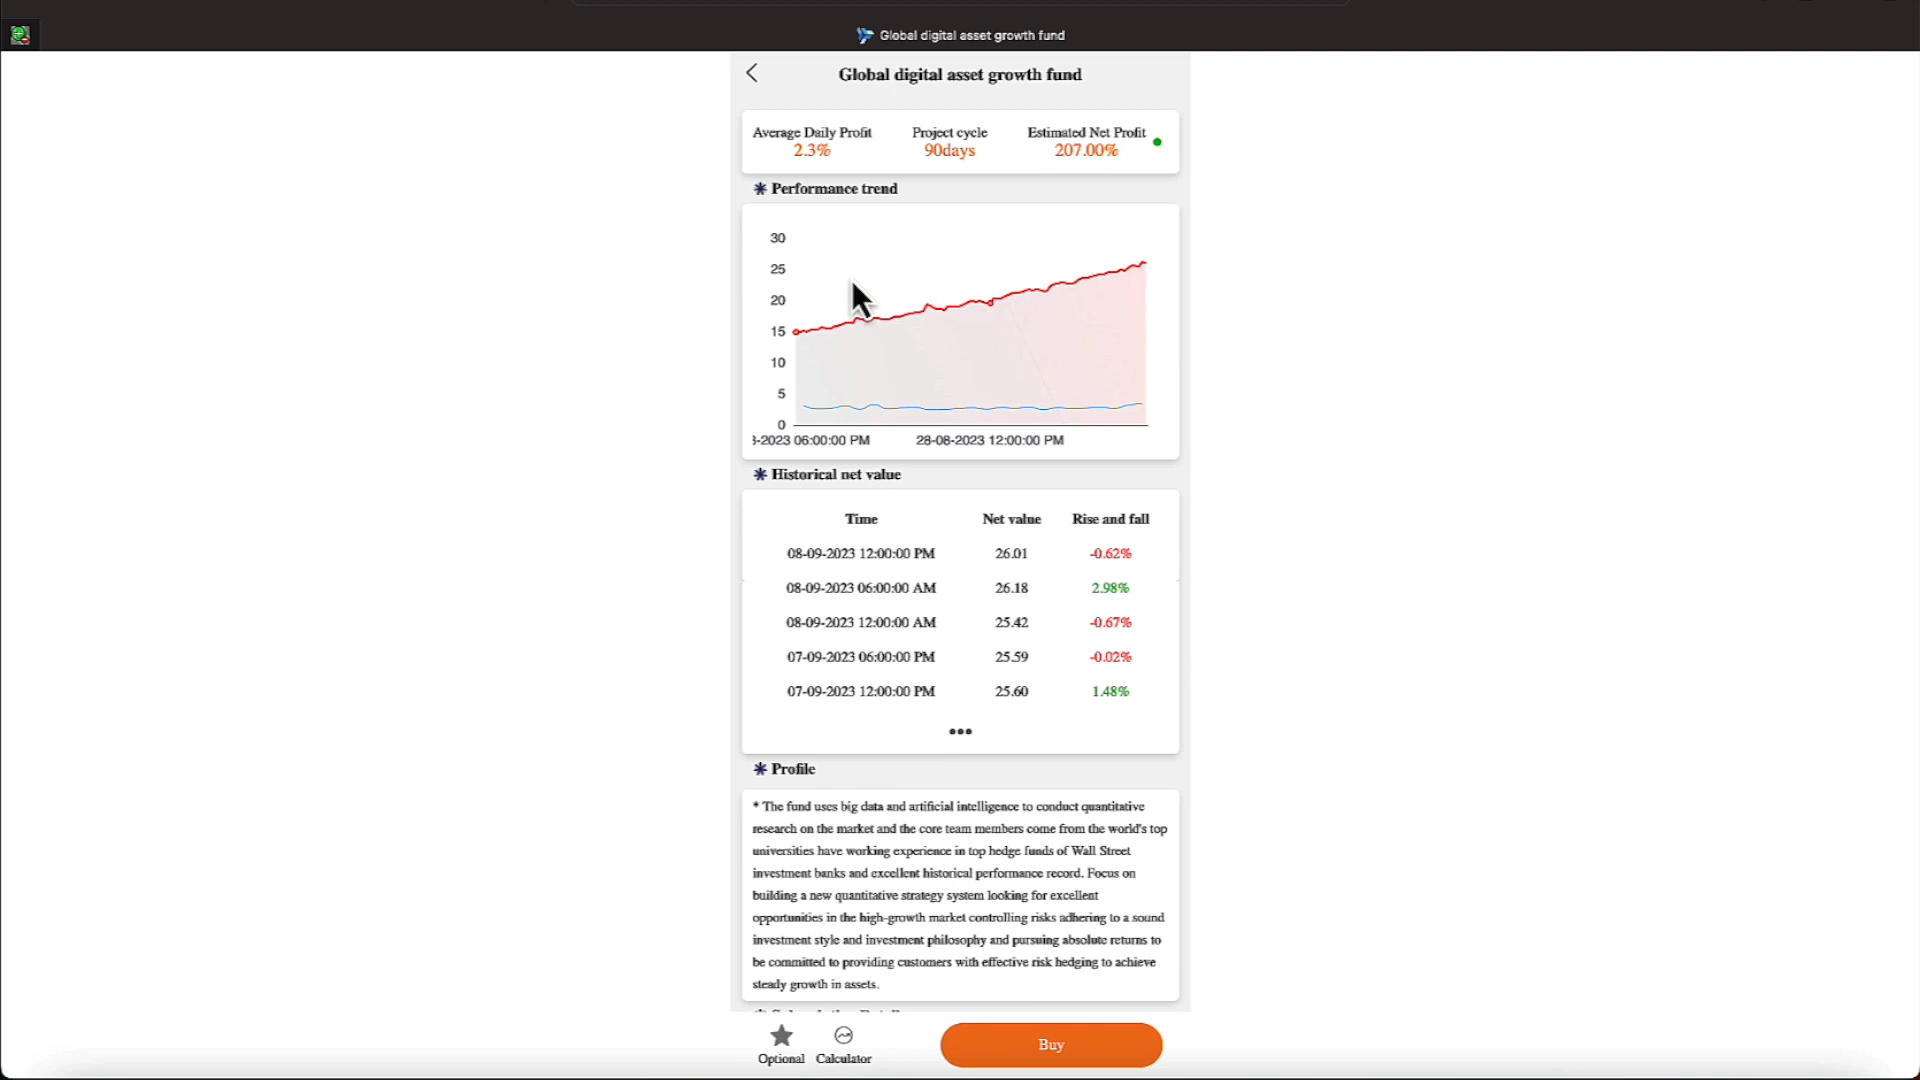 Global digital asset growth fund
Global digital asset growth fund
Average Daily Profit Project cycle Estimated Net Profit
2.3% 90days 207.00%
Performance trend
30
25
20
15
10
5
0
-2023 06:00:00 PM 28-08-2023 12:00:00 PM
Historical net value
Time Net value Rise and fall
08-09-2023 12:00:00 PM 26.01 -0.62%
08-09-2023 06:00:00 AM 26.18 2.98%
08-09-2023 12:00:00 AM 25.42 -0.67%
07-09-2023 06:00:00 PM 25.59 -0.02%
07-09-2023 12:00:00 PM 25.60 1.48%
•••
Profile
* The fund uses big data and artificial intelligence to conduct quantitative
research on the market and the core team members come from the world's top
universities have working experience in top hedge funds of Wall Street
investment banks and excellent historical performance record. Focus on
building a new quantitative strategy system looking for excellent
opportunities in the high-growth market controlling risks adhering to a sound
investment style and investment philosophy and pursuing absolute returns to
be committed to providing customers with effective risk hedging to achieve
steady growth in assets.
Optional Calculator Buy